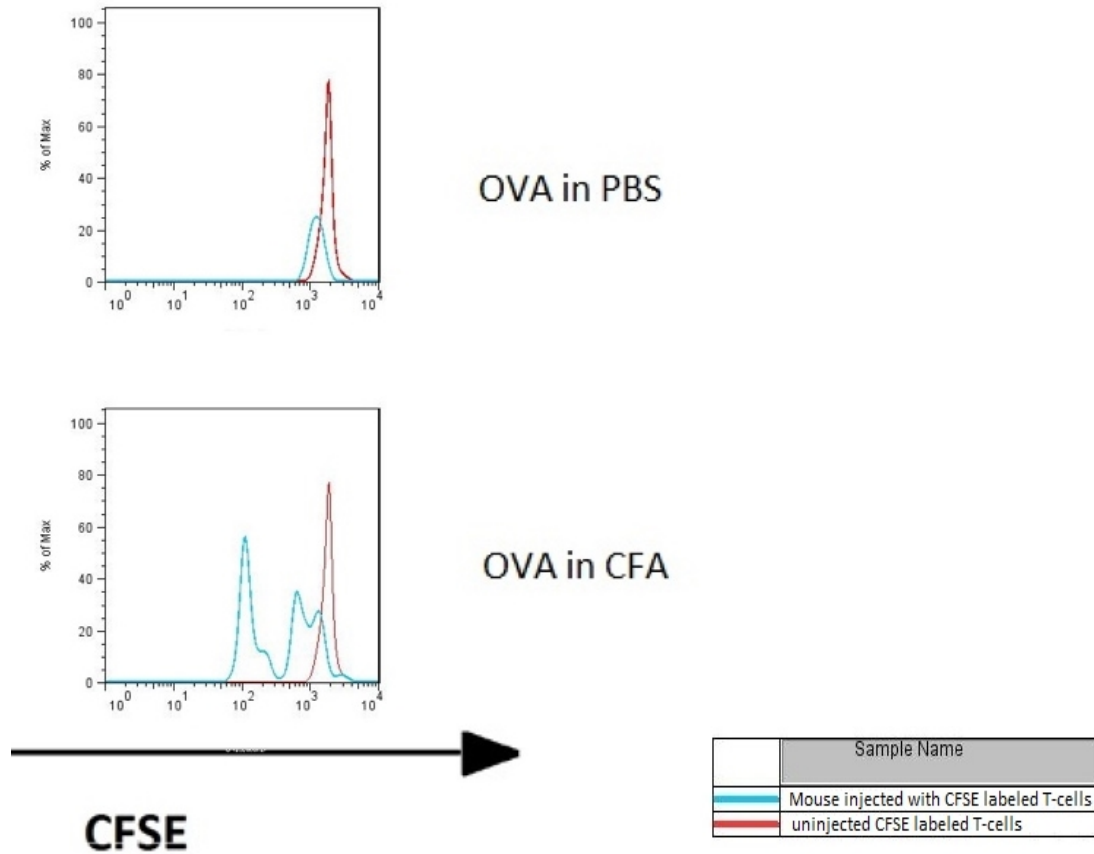 100
80
60
40
20
0
% of Max
10^0 10^1 10^2 10^3 10^4
OVA in PBS
100
80
60
40
20
0
% of Max
10^0 10^1 10^2 10^3 10^4
OVA in CFA
CFSE
Sample Name
Mouse injected with CFSE labeled T-cells
uninjected CFSE labeled T-cells